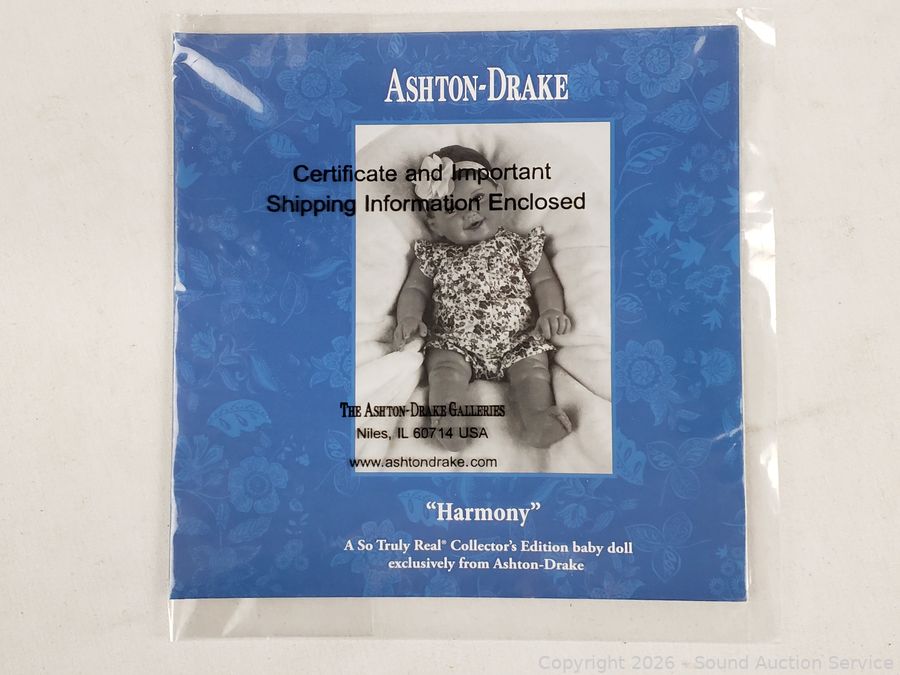 ASHTON-DRAKE
Certificate and Important
Shipping Information Enclosed
THE ASHTON-DRAKE GALLERIES
Niles, IL 60714 USA
www.ashtondrake.com
“Harmony”
A So Truly Real® Collector’s Edition baby doll
exclusively from Ashton-Drake
Copyright 2026 - Sound Auction Service